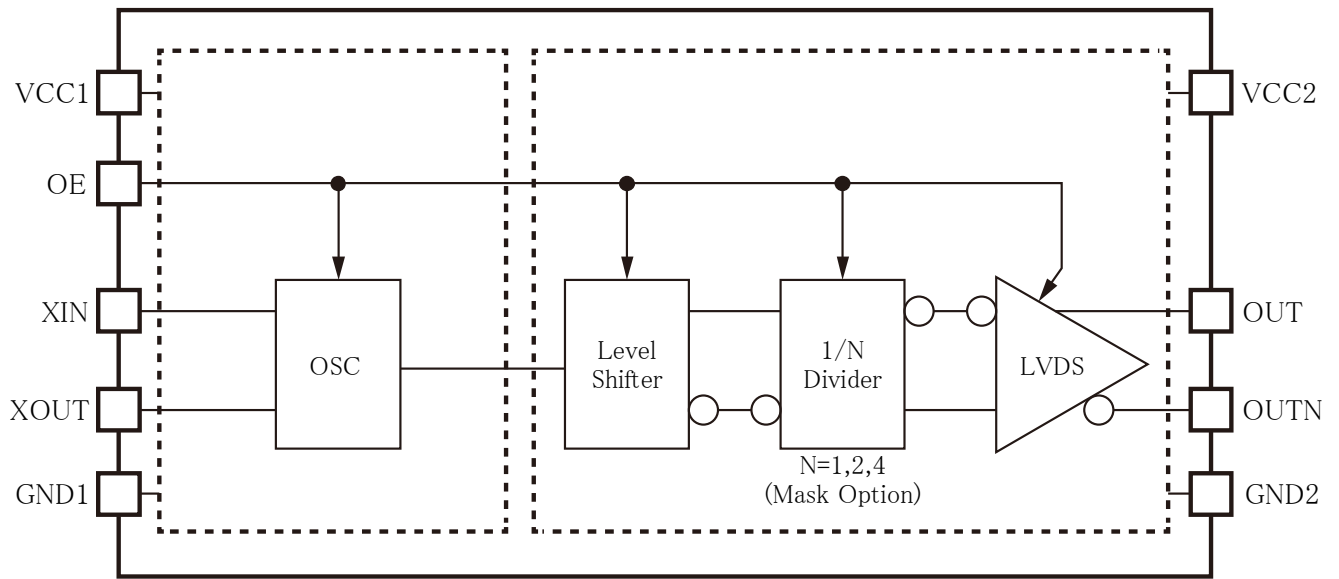 VCC1
VCC2
OE
XIN
XOUT
GND1
OSC
Level
Shifter
1/N
Divider
N=1,2,4
(Mask Option)
LVDS
OUT
OUTN
GND2